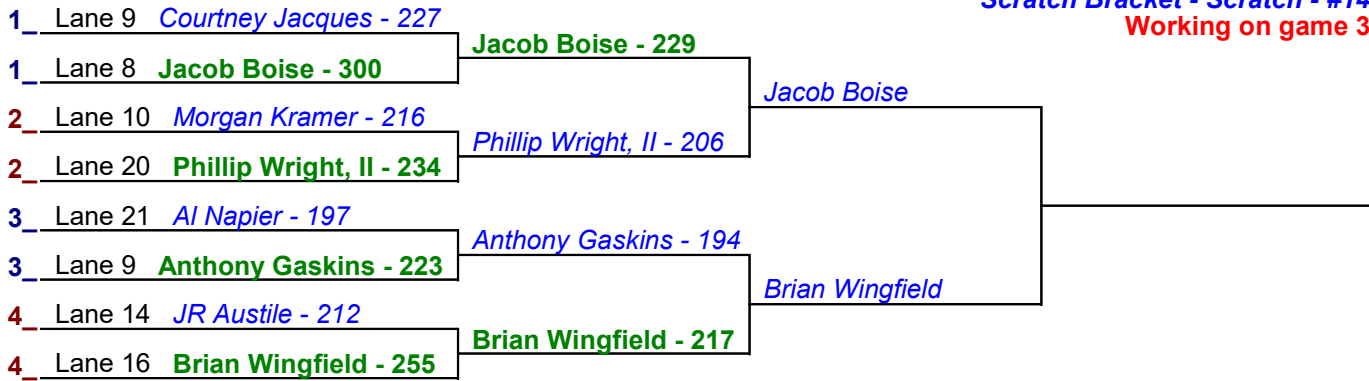 Scratch Bracket - Scratch - #14
Working on game 3
1_ Lane 9 Courtney Jacques - 227
Jacob Boise - 229
1_ Lane 8 Jacob Boise - 300
Jacob Boise
2_ Lane 10 Morgan Kramer - 216
Phillip Wright, II - 206
2_ Lane 20 Phillip Wright, II - 234
3_ Lane 21 Al Napier - 197
Anthony Gaskins - 194
3_ Lane 9 Anthony Gaskins - 223
Brian Wingfield
4_ Lane 14 JR Austile - 212
Brian Wingfield - 217
4_ Lane 16 Brian Wingfield - 255